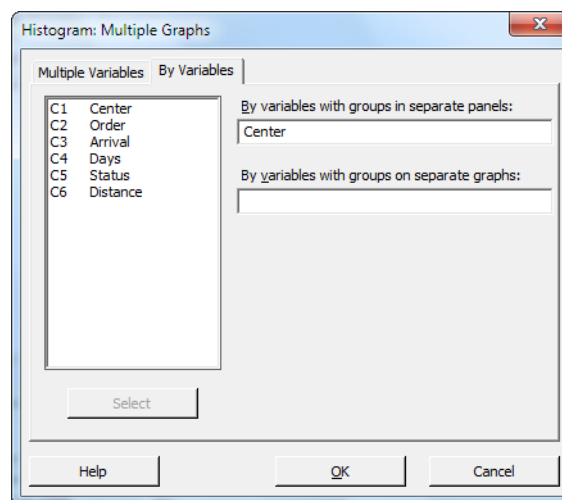 Histogram: Multiple Graphs
Multiple Variables By Variables
C1 Center
C2 Order
C3 Arrival
C4 Days
C5 Status
C6 Distance
By variables with groups in separate panels:
Center
By variables with groups on separate graphs:
Select
Help OK Cancel